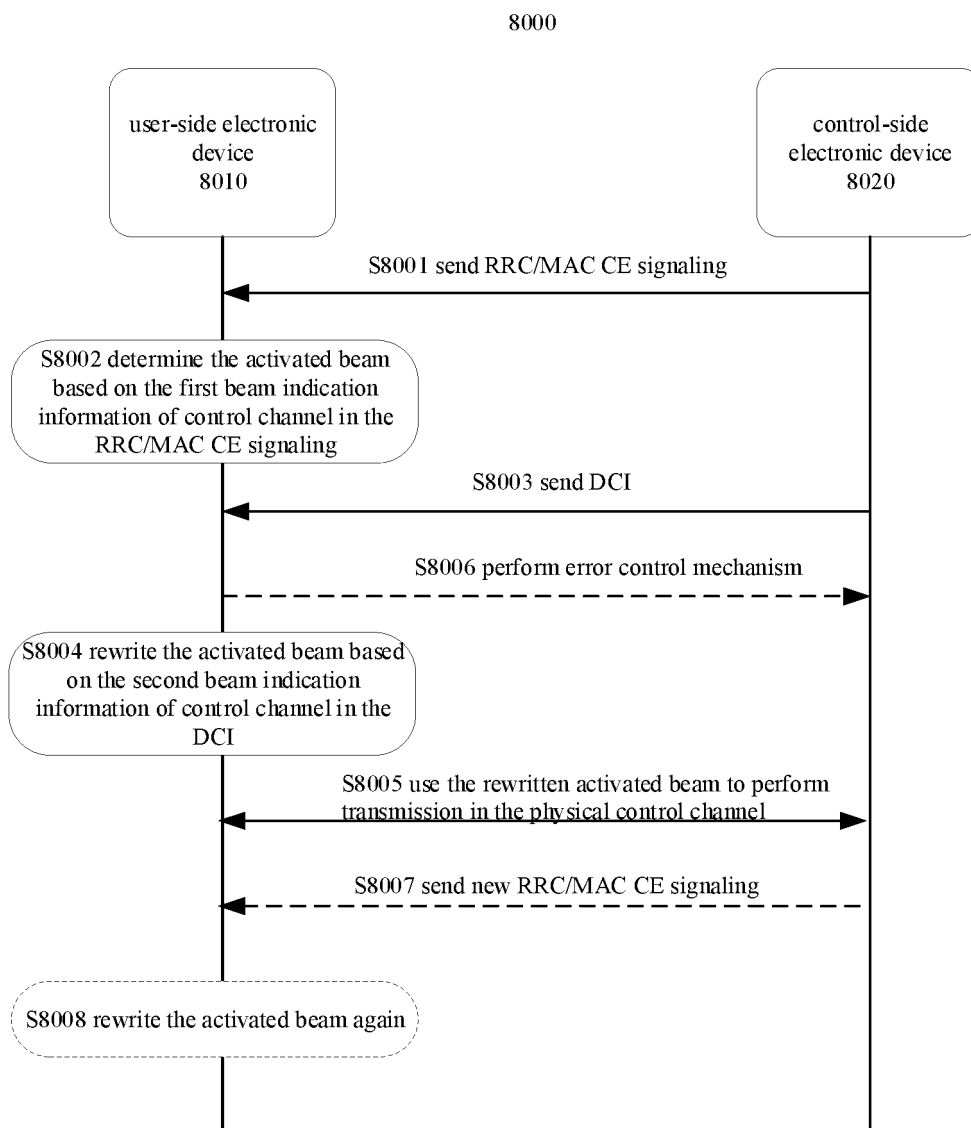 8000
user-side electronic
device
8010
control-side
electronic device
8020
S8001 send RRC/MAC CE signaling
S8002 determine the activated beam
based on the first beam indication
information of control channel in the
RRC/MAC CE signaling
S8003 send DCI
S8006 perform error control mechanism
S8004 rewrite the activated beam based
on the second beam indication
information of control channel in the
DCI
S8005 use the rewritten activated beam to perform
transmission in the physical control channel
S8007 send new RRC/MAC CE signaling
S8008 rewrite the activated beam again